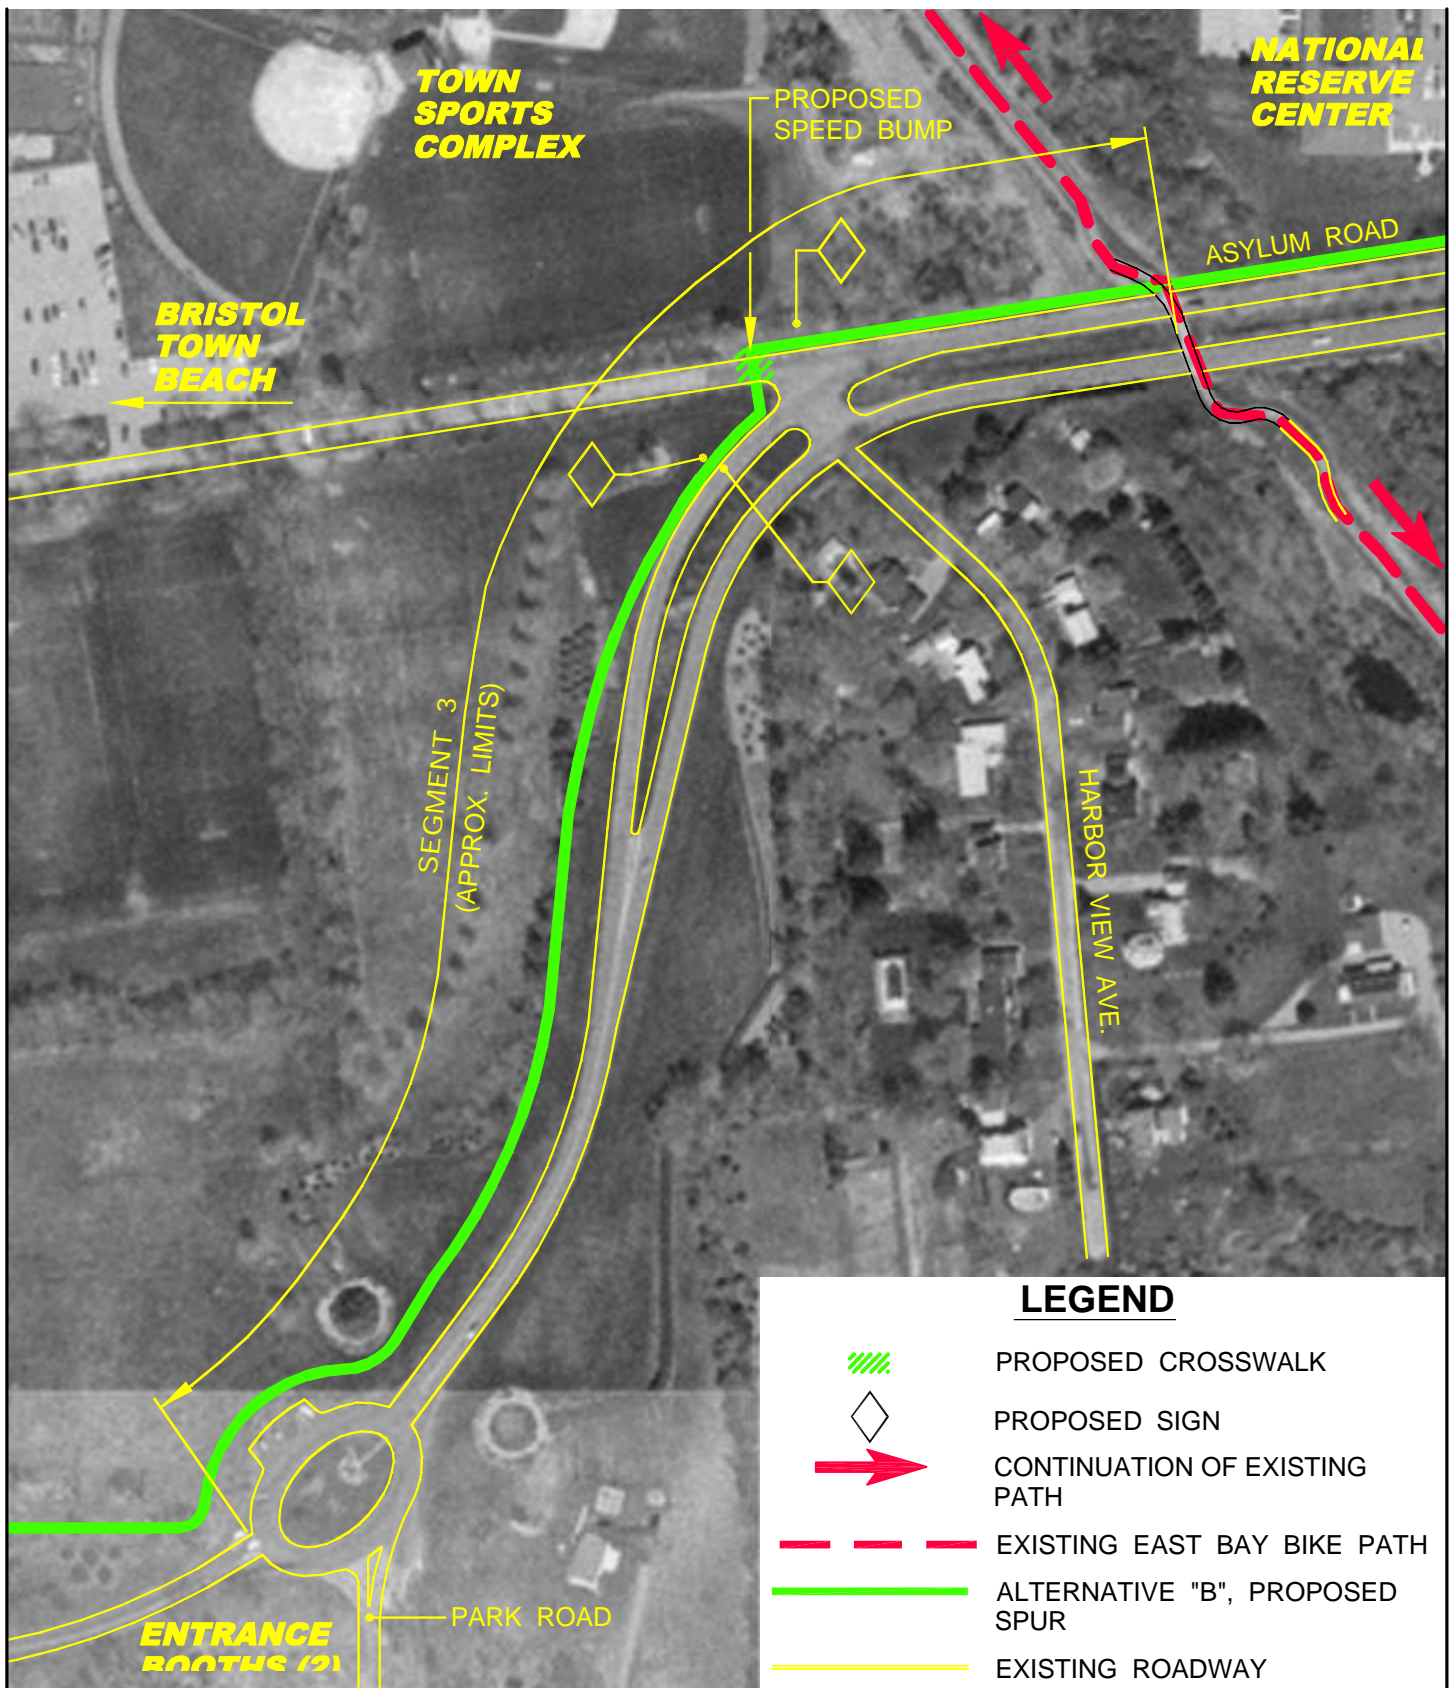 TOWN
SPORTS
COMPLEX
PROPOSED
SPEED BUMP
NATIONAL
RESERVE
CENTER
ASYLUM ROAD
BRISTOL
TOWN
BEACH
SEGMENT 3
(APPROX. LIMITS)
HARBOR VIEW AVE.
PARK ROAD
ENTRANCE
BOOTHS (2)
LEGEND
PROPOSED CROSSWALK
PROPOSED SIGN
CONTINUATION OF EXISTING
PATH
EXISTING EAST BAY BIKE PATH
ALTERNATIVE "B", PROPOSED
SPUR
EXISTING ROADWAY